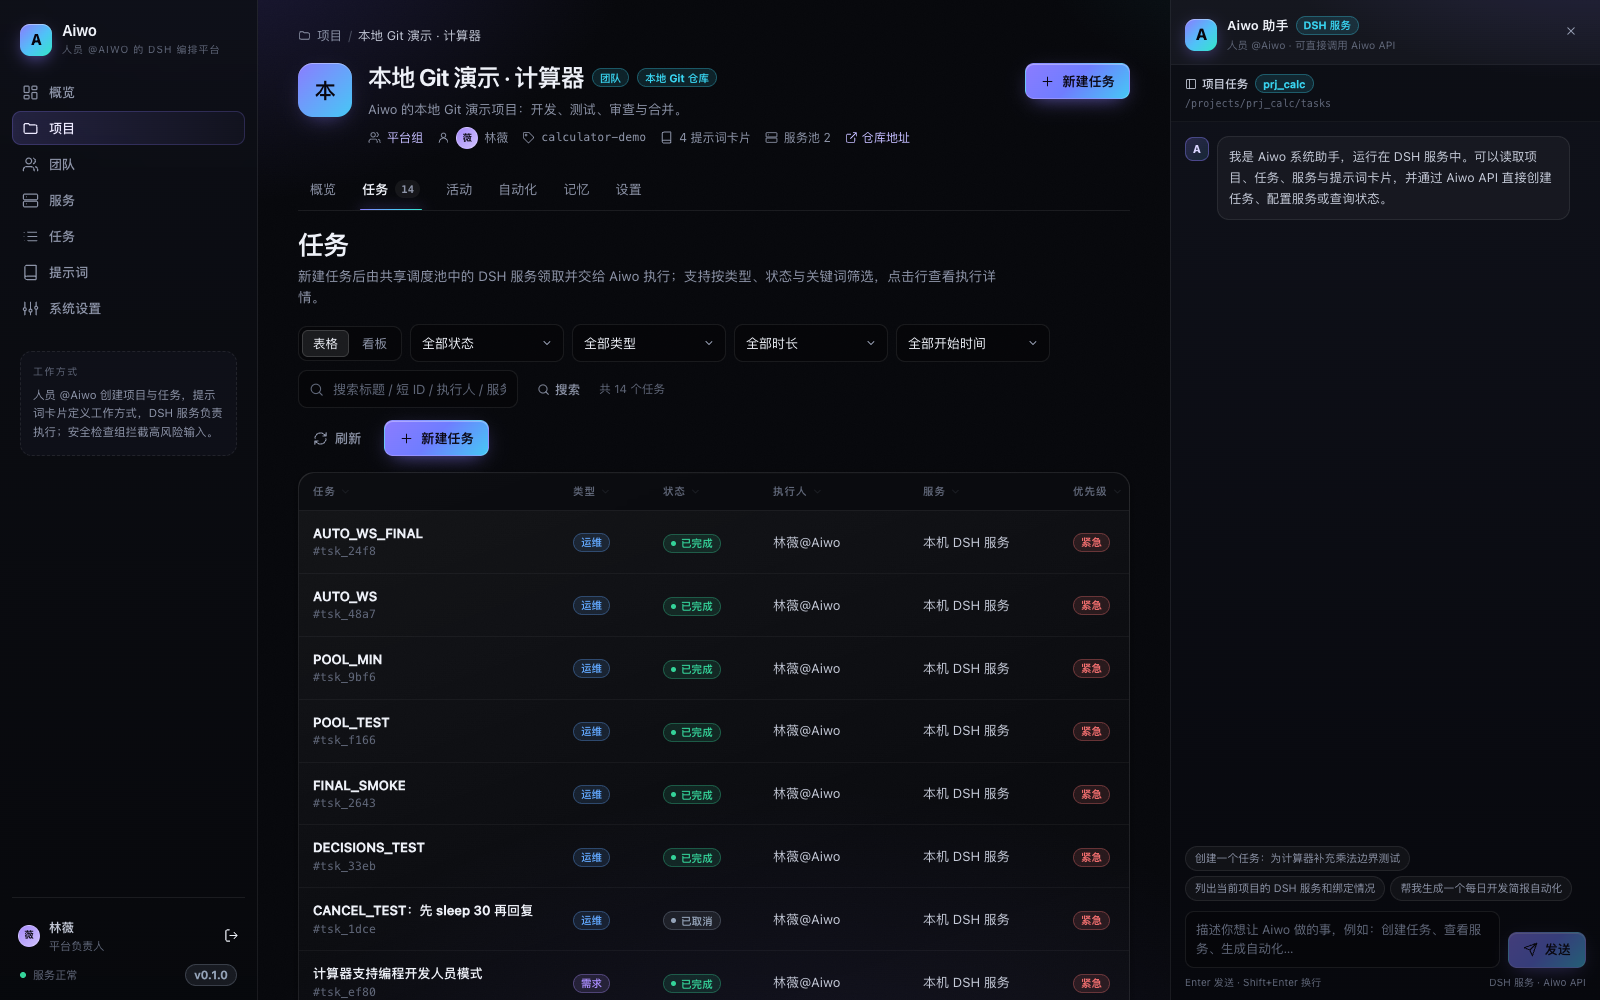 A
Aiwo
人员 @AIWO 的 DSH 编排平台
概览
项目
团队
服务
任务
提示词
系统设置
工作方式
人员 @Aiwo 创建项目与任务，提示
词卡片定义工作方式，DSH 服务负责
执行；安全检查组拦截高风险输入。
薇
林薇
平台负责人
服务正常
v0.1.0
项目 / 本地 Git 演示 · 计算器
本
本地 Git 演示 · 计算器 团队 本地 Git 仓库
新建任务
Aiwo 的本地 Git 演示项目：开发、测试、审查与合并。
平台组 薇 林薇 calculator-demo 4 提示词卡片 服务池 2 仓库地址
概览 任务 14 活动 自动化 记忆 设置
任务
新建任务后由共享调度池中的 DSH 服务领取并交给 Aiwo 执行；支持按类型、状态与关键词筛选，点击行查看执行详
情。
表格 看板 全部状态 全部类型 全部时长 全部开始时间
搜索标题 / 短 ID / 执行人 / 服务 搜索 共 14 个任务
刷新 新建任务
任务 类型 状态 执行人 服务 优先级
AUTO_WS_FINAL
#tsk_24f8
运维 已完成 林薇@Aiwo 本机 DSH 服务 紧急
AUTO_WS
#tsk_48a7
运维 已完成 林薇@Aiwo 本机 DSH 服务 紧急
POOL_MIN
#tsk_9bf6
运维 已完成 林薇@Aiwo 本机 DSH 服务 紧急
POOL_TEST
#tsk_f166
运维 已完成 林薇@Aiwo 本机 DSH 服务 紧急
FINAL_SMOKE
#tsk_2643
运维 已完成 林薇@Aiwo 本机 DSH 服务 紧急
DECISIONS_TEST
#tsk_33eb
运维 已完成 林薇@Aiwo 本机 DSH 服务 紧急
CANCEL_TEST：先 sleep 30 再回复
#tsk_1dce
运维 已取消 林薇@Aiwo 本机 DSH 服务 紧急
计算器支持编程开发人员模式
#tsk_ef80
需求 已完成 林薇@Aiwo 本机 DSH 服务 紧急
A
Aiwo 助手 DSH 服务
人员 @Aiwo · 可直接调用 Aiwo API
项目任务 prj_calc
/projects/prj_calc/tasks
A
我是 Aiwo 系统助手，运行在 DSH 服务中。可以读取项
目、任务、服务与提示词卡片，并通过 Aiwo API 直接创建
任务、配置服务或查询状态。
创建一个任务：为计算器补充乘法边界测试
列出当前项目的 DSH 服务和绑定情况 帮我生成一个每日开发简报自动化
描述你想让 Aiwo 做的事，例如：创建任务、查看服
务、生成自动化...
发送
Enter 发送 · Shift+Enter 换行 DSH 服务 · Aiwo API